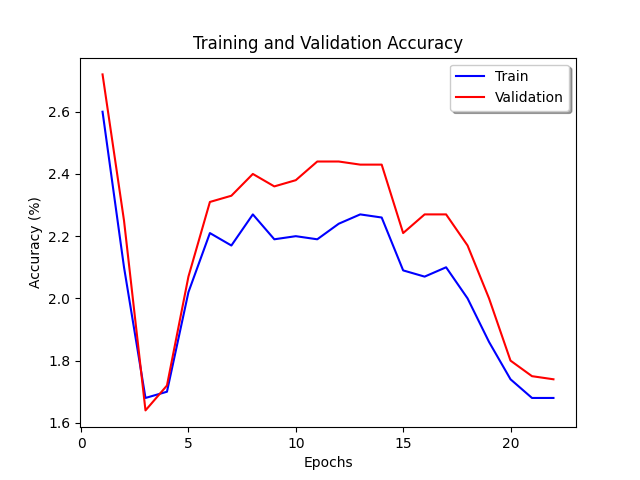 Training and Validation Accuracy
Train
Validation
2.6
2.4
2.2
2.0
1.8
1.6
Accuracy (%)
0 5 10 15 20
Epochs